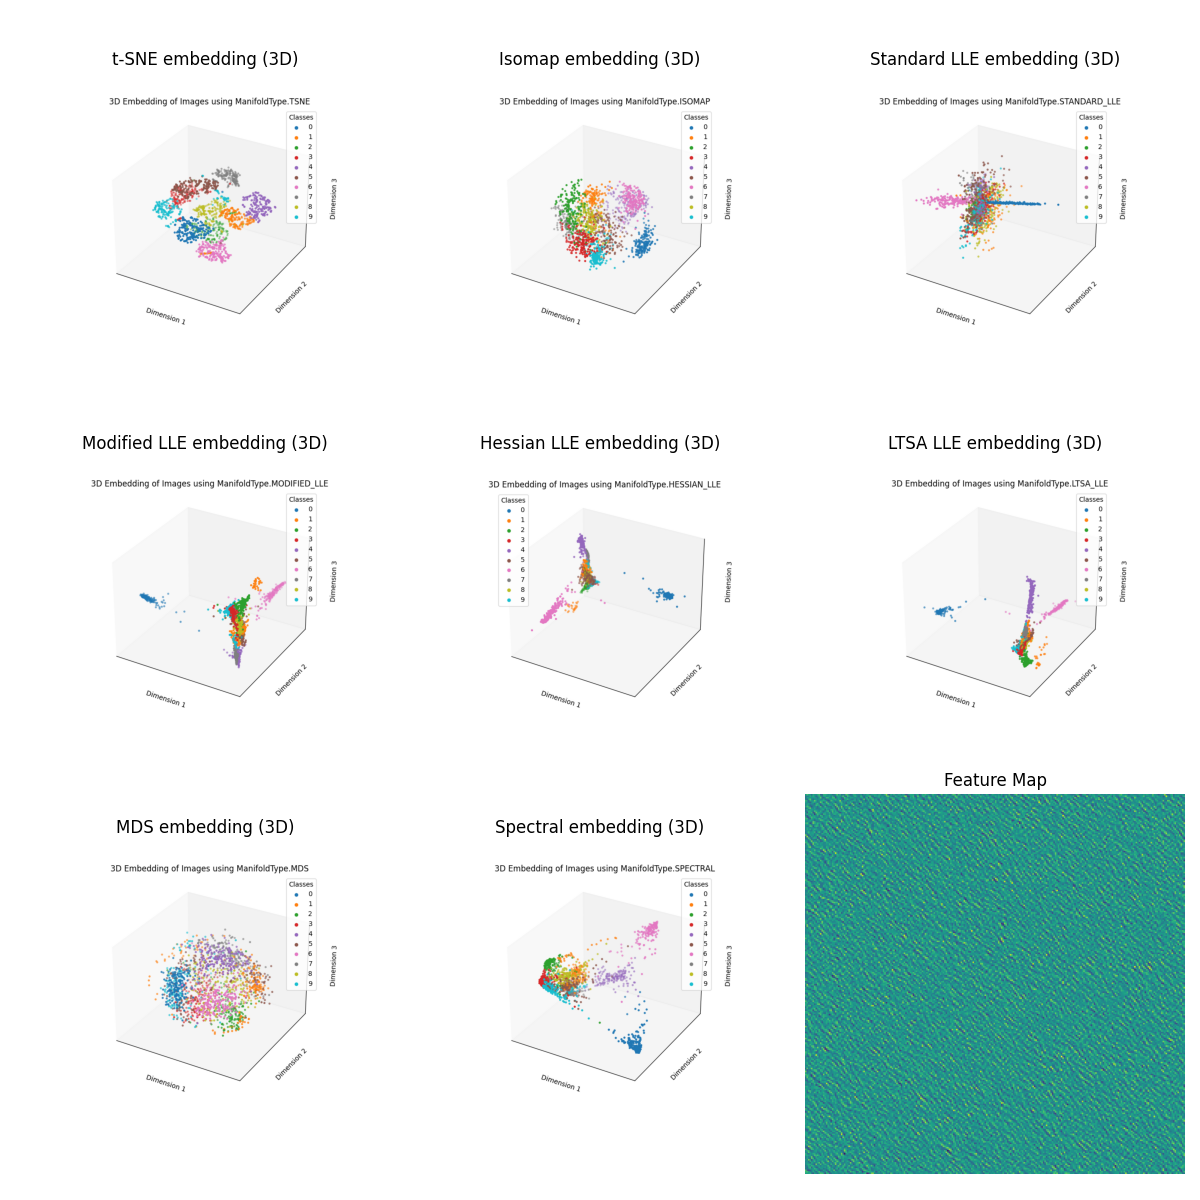 t-SNE embedding (3D)
3D Embedding of Images using ManifoldType.TSNE
Classes
0
1
2
3
4
5
6
7
8
9
Dimension 1
Dimension 2
Dimension 3
Isomap embedding (3D)
3D Embedding of Images using ManifoldType.ISOMAP
Classes
0
1
2
3
4
5
6
7
8
9
Dimension 1
Dimension 2
Dimension 3
Standard LLE embedding (3D)
3D Embedding of Images using ManifoldType.STANDARD_LLE
Classes
0
1
2
3
4
5
6
7
8
9
Dimension 1
Dimension 2
Dimension 3
Modified LLE embedding (3D)
3D Embedding of Images using ManifoldType.MODIFIED_LLE
Classes
0
1
2
3
4
5
6
7
8
9
Dimension 1
Dimension 2
Dimension 3
Hessian LLE embedding (3D)
3D Embedding of Images using ManifoldType.HESSIAN_LLE
Classes
0
1
2
3
4
5
6
7
8
9
Dimension 1
Dimension 2
Dimension 3
LTSA LLE embedding (3D)
3D Embedding of Images using ManifoldType.LTSA_LLE
Classes
0
1
2
3
4
5
6
7
8
9
Dimension 1
Dimension 2
Dimension 3
MDS embedding (3D)
3D Embedding of Images using ManifoldType.MDS
Classes
0
1
2
3
4
5
6
7
8
9
Dimension 1
Dimension 2
Dimension 3
Spectral embedding (3D)
3D Embedding of Images using ManifoldType.SPECTRAL
Classes
0
1
2
3
4
5
6
7
8
9
Dimension 1
Dimension 2
Dimension 3
Feature Map